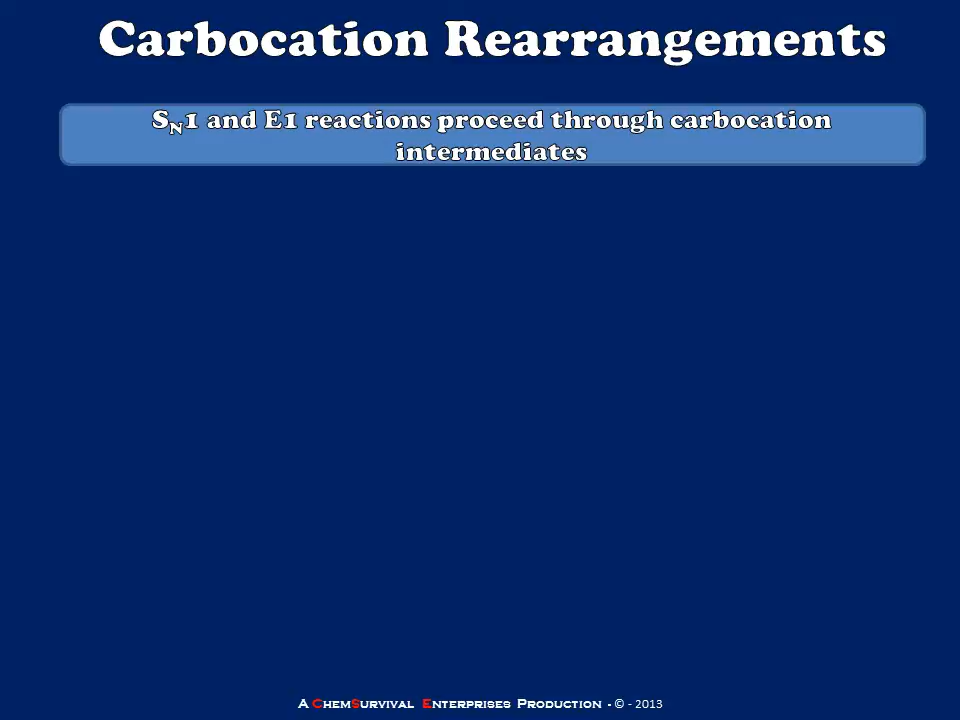 Carbocation Rearrangements
SN1 and E1 reactions proceed through carbocation
intermediates
A ChemSurvival Enterprises Production - © - 2013